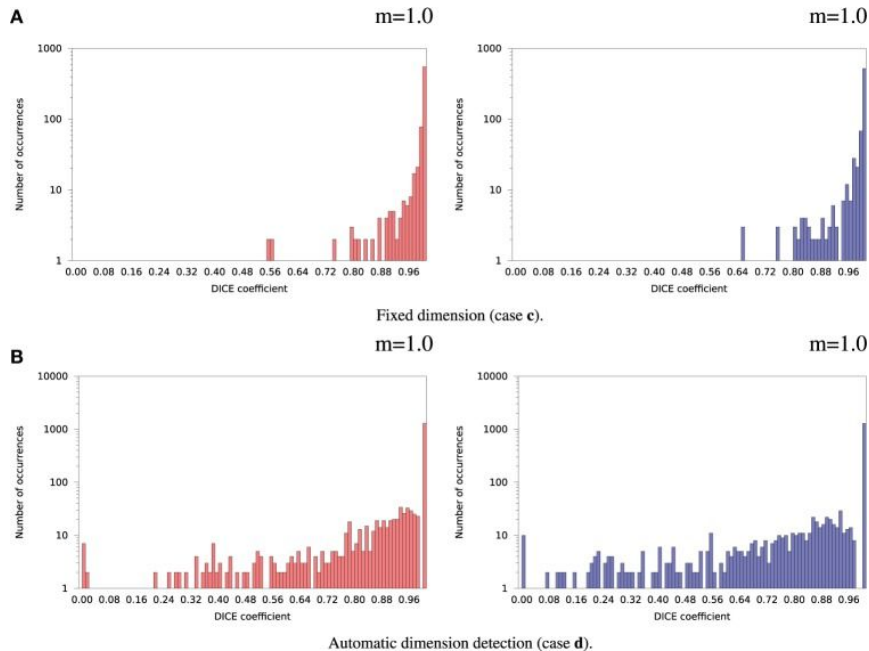 A
m=1.0
m=1.0
1000
100
10
1
Number of occurrences
0.00 0.08 0.16 0.24 0.32 0.40 0.48 0.56 0.64 0.72 0.80 0.88 0.96
DICE coefficient
1000
100
10
1
Number of occurrences
0.00 0.08 0.16 0.24 0.32 0.40 0.48 0.56 0.64 0.72 0.80 0.88 0.96
DICE coefficient
Fixed dimension (case c).
B
m=1.0
m=1.0
10000
1000
100
10
1
Number of occurrences
0.00 0.08 0.16 0.24 0.32 0.40 0.48 0.56 0.64 0.72 0.80 0.88 0.96
DICE coefficient
10000
1000
100
10
1
Number of occurrences
0.00 0.08 0.16 0.24 0.32 0.40 0.48 0.56 0.64 0.72 0.80 0.88 0.96
DICE coefficient
Automatic dimension detection (case d).